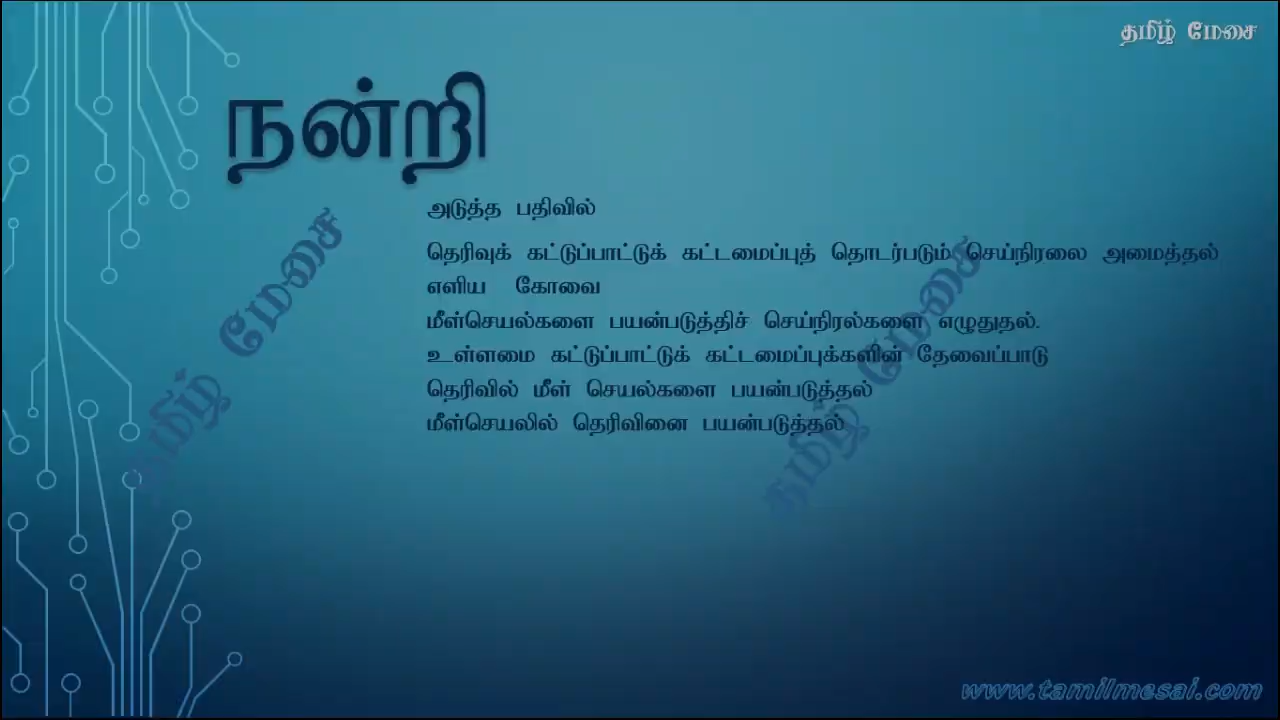 தமிழ் மேசை
நன்றி
அடுத்த பதிவில்
தெரிவுக் கட்டுப்பாட்டுக் கட்டமைப்புத் தொடர்படும் செய்நிரலை அமைத்தல்
எளிய கோவை
மீள்செயல்களை பயன்படுத்திச் செய்நிரல்களை எழுதுதல்.
உள்ளமை கட்டுப்பாட்டுக் கட்டமைப்புக்களின் தேவைப்பாடு
தெரிவில் மீள் செயல்களை பயன்படுத்தல்
மீள்செயலில் தெரிவினை பயன்படுத்தல்
தமிழ் மேசை
தமிழ் மேசை
www.tamilmesai.com